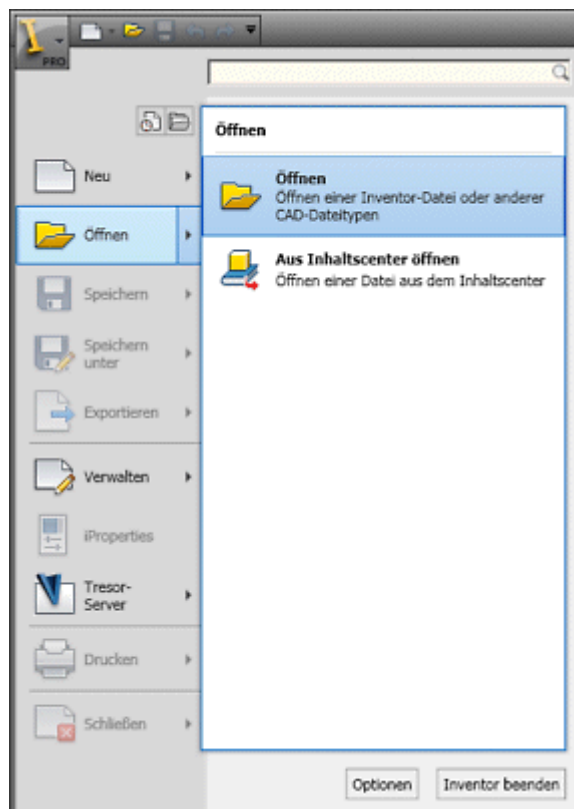 PRO
Öffnen
Neu
Öffnen
Öffnen einer Inventor-Datei oder anderer
CAD-Dateitypen
Öffnen
Aus Inhaltscenter öffnen
Öffnen einer Datei aus dem Inhaltscenter
Speichern
Speichern
unter
Exportieren
Verwalten
iProperties
Tresor-
Server
Drucken
Schließen
Optionen
Inventor beenden